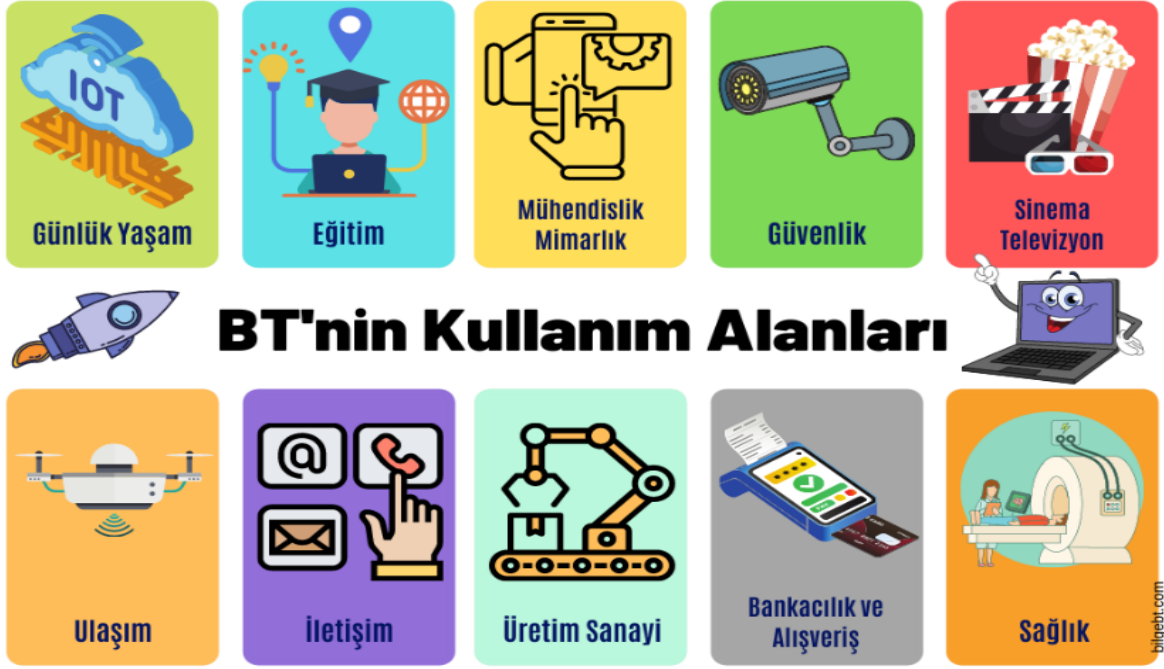 IOT
Günlük Yaşam
Eğitim
Mühendislik
Mimarlık
Güvenlik
Sinema
Televizyon
BT'nin Kullanım Alanları
Ulaşım
@
İletişim
Üretim Sanayi
Bankacılık ve
Alışveriş
Sağlık
bilgebt.com